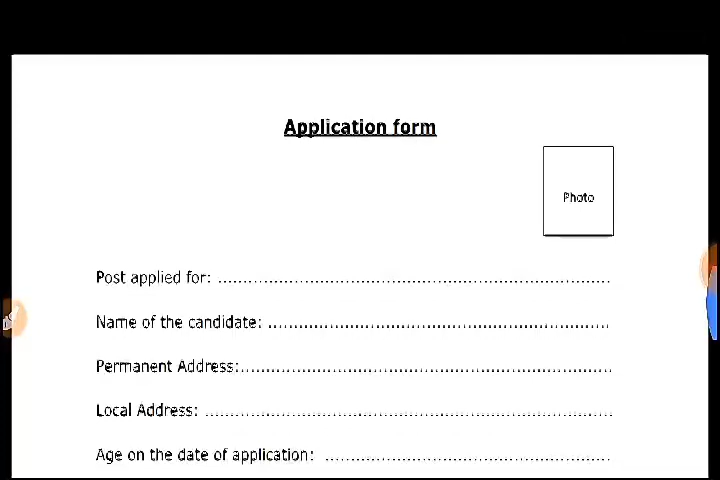 Application form
Photo
Post applied for: ..................................................................................
Name of the candidate: .......................................................................
Permanent Address:..............................................................................
Local Address: .....................................................................................
Age on the date of application: ...........................................................